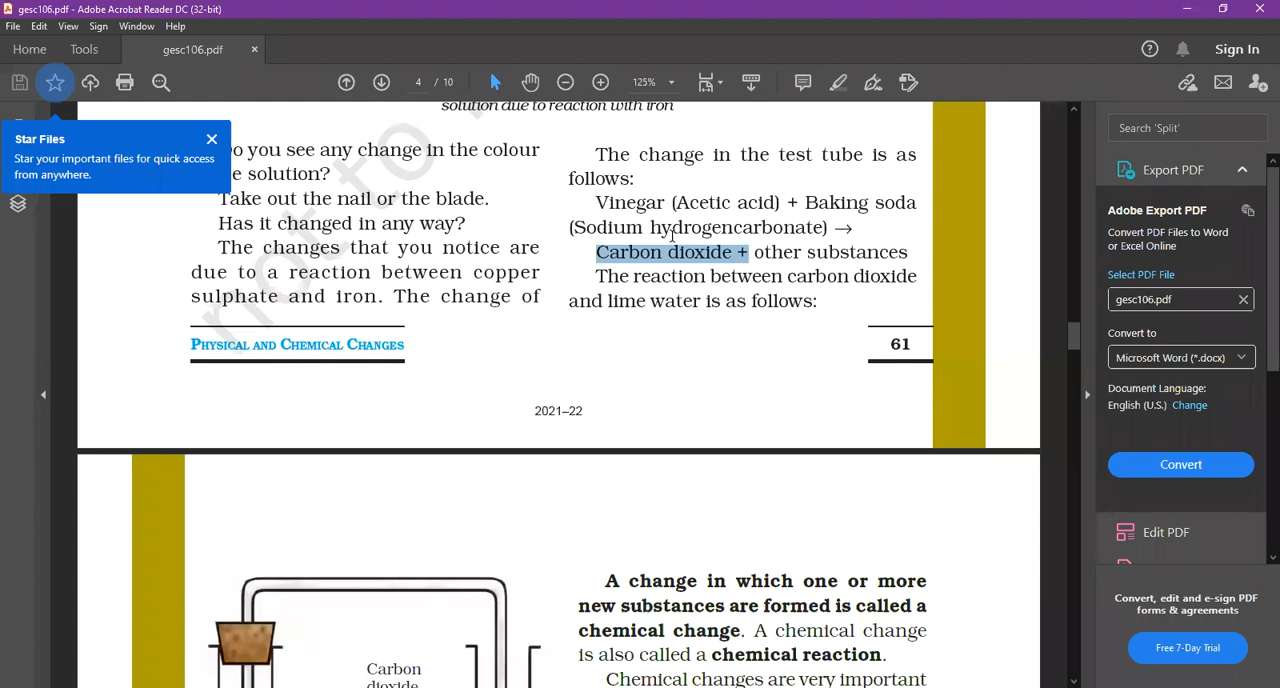 gesc106.pdf - Adobe Acrobat Reader DC (32-bit)
File Edit View Sign Window Help
Home Tools gesc106.pdf
Sign In
4 / 10
125%
Star Files
Star your important files for quick access
from anywhere.
solution due to reaction with iron
o you see any change in the colour
e solution?
Take out the nail or the blade.
Has it changed in any way?
The changes that you notice are
due to a reaction between copper
sulphate and iron. The change of
not to
The change in the test tube is as
follows:
Vinegar (Acetic acid) + Baking soda
(Sodium hydrogencarbonate) →
Carbon dioxide + other substances
The reaction between carbon dioxide
and lime water is as follows:
PHYSICAL AND CHEMICAL CHANGES
61
2021–22
Carbon
dioxide
A change in which one or more
new substances are formed is called a
chemical change. A chemical change
is also called a chemical reaction.
Chemical changes are very important
Search 'Split'
Export PDF
Adobe Export PDF
Convert PDF Files to Word
or Excel Online
Select PDF File
gesc106.pdf
Convert to
Microsoft Word (*.docx)
Document Language:
English (U.S.) Change
Convert
Edit PDF
Convert, edit and e-sign PDF
forms & agreements
Free 7-Day Trial